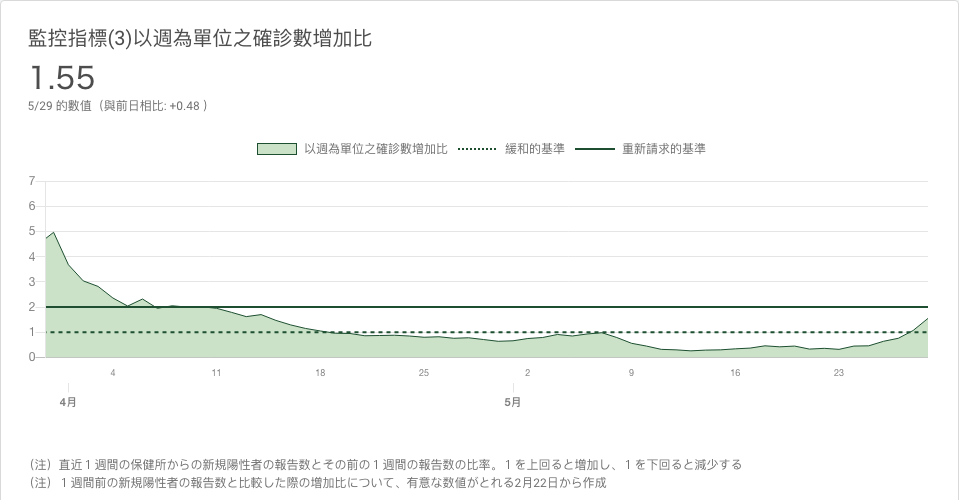 監控指標(3)以週為單位之確診數增加比
1.55
5/29 的數值（與前日相比: +0.48 ）
以週為單位之確診數增加比 緩和的基準 重新請求的基準
7
6
5
4
3
2
1
0
4 11 18 25 2 9 16 23
4月 5月
（注）直近１週間の保健所からの新規陽性者の報告数とその前の１週間の報告数の比率。１を上回ると増加し、１を下回ると減少する
（注）１週間前の新規陽性者の報告数と比較した際の増加比について、有意な数値がとれる2月22日から作成